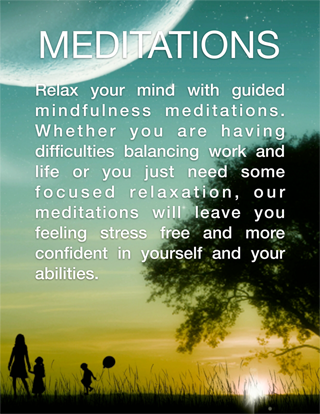 MEDITATIONS
Relax your mind with guided
mindfulness meditations.
Whether you are having
difficulties balancing work and
life or you just need some
focused relaxation, our
meditations will leave you
feeling stress free and more
confident in yourself and your
abilities.